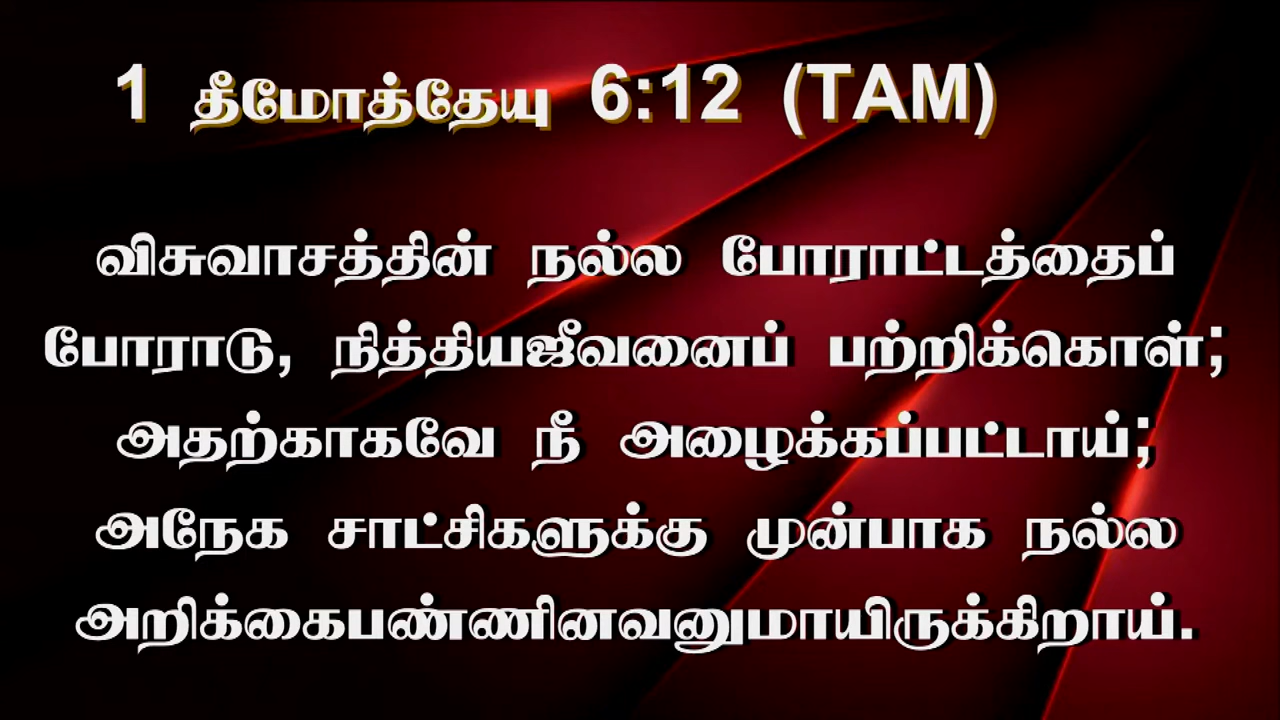 1 தீமோத்தேயு 6:12 (TAM)
விசுவாசத்தின் நல்ல போராட்டத்தைப்
போராடு, நித்தியஜீவனைப் பற்றிக்கொள்;
அதற்காகவே நீ அழைக்கப்பட்டாய்;
அநேக சாட்சிகளுக்கு முன்பாக நல்ல
அறிக்கைபண்ணினவனுமாயிருக்கிறாய்.